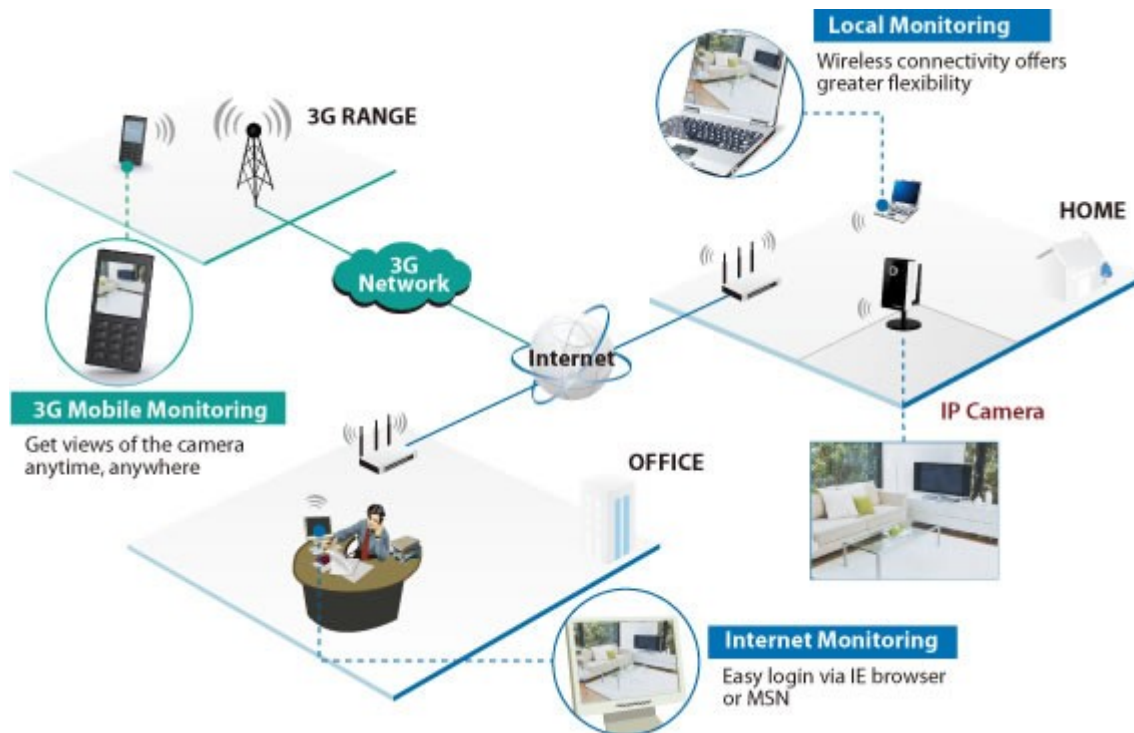 Local Monitoring
Wireless connectivity offers
greater flexibility
3G RANGE
HOME
3G
Network
Internet
3G Mobile Monitoring
Get views of the camera
anytime, anywhere
IP Camera
OFFICE
Internet Monitoring
Easy login via IE browser
or MSN